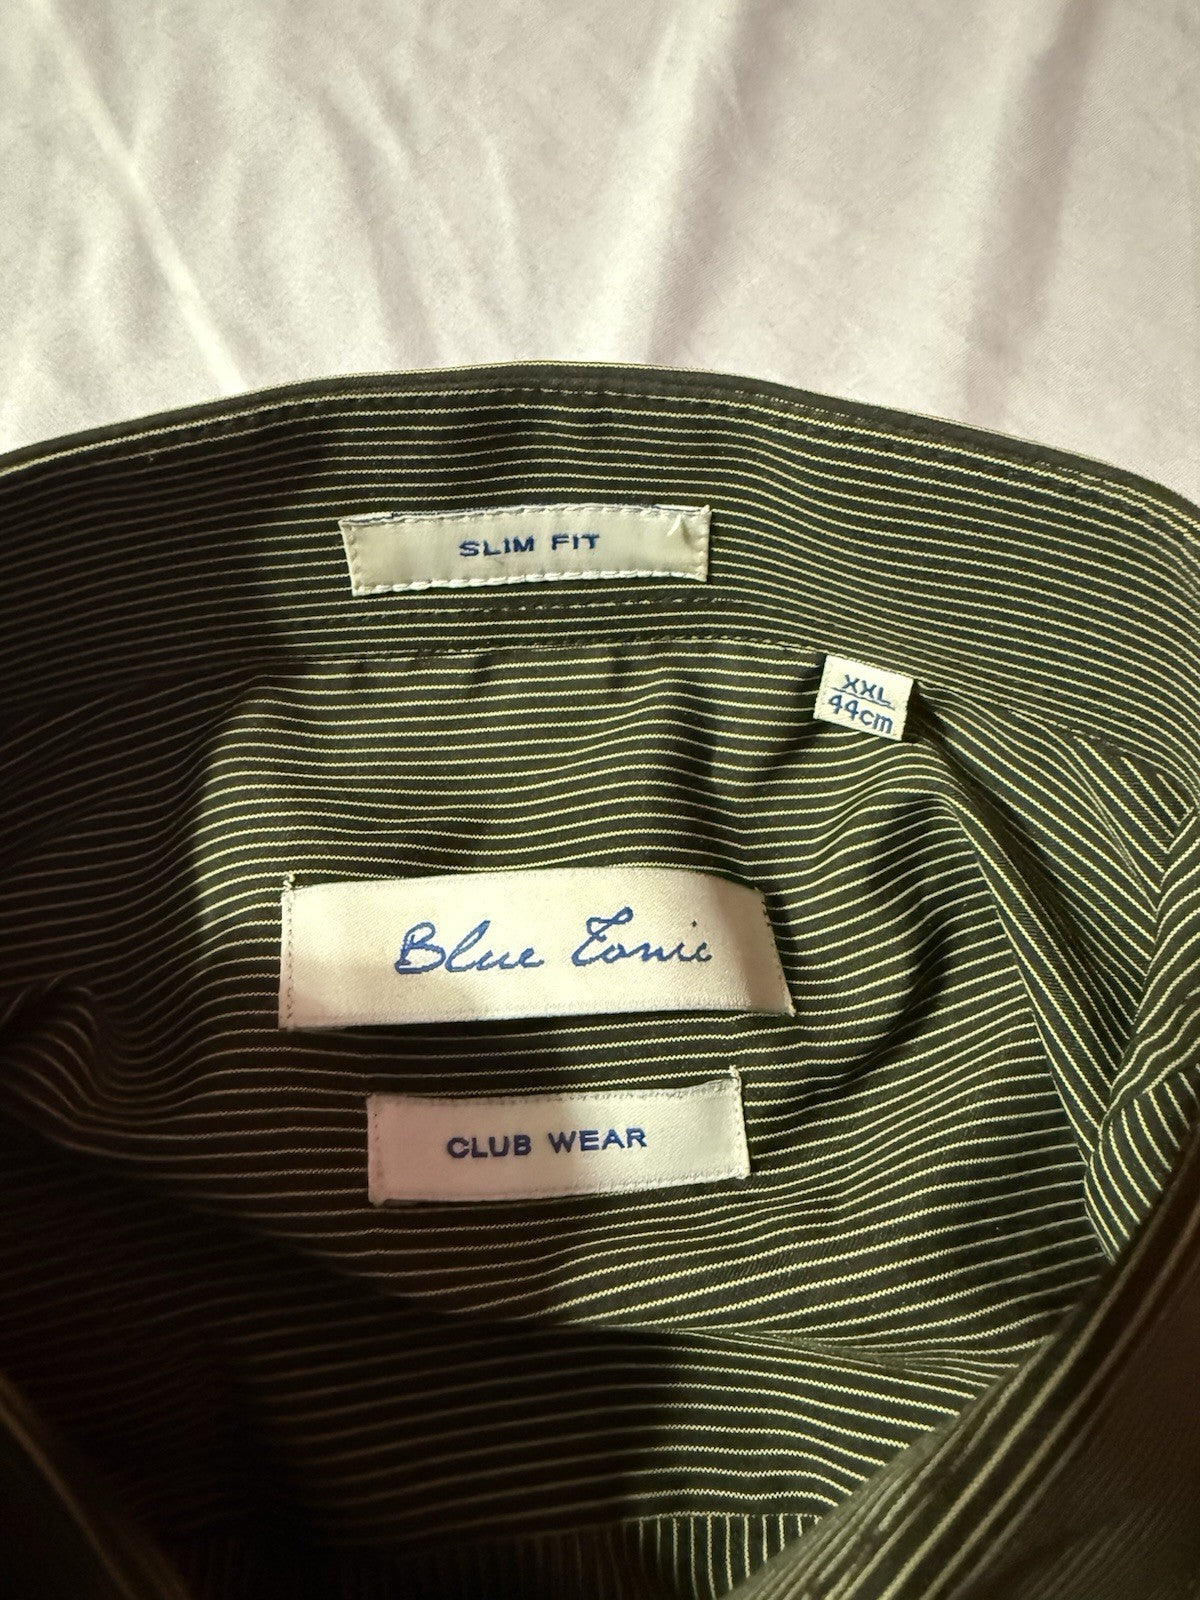 SLIM FIT
XXL
44cm
Blue Tonic
CLUB WEAR